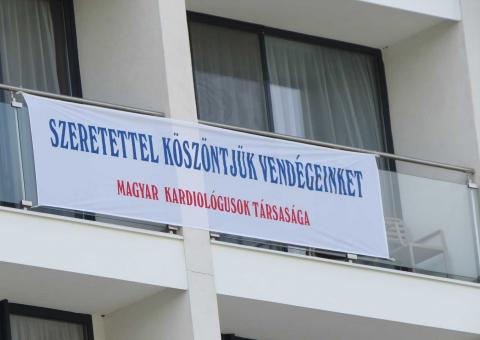 SZERETETTEL KÖSZÖNTJÜK VENDÉGEINKET
MAGYAR KARDIOLÓGUSOK TÁRSASÁGA